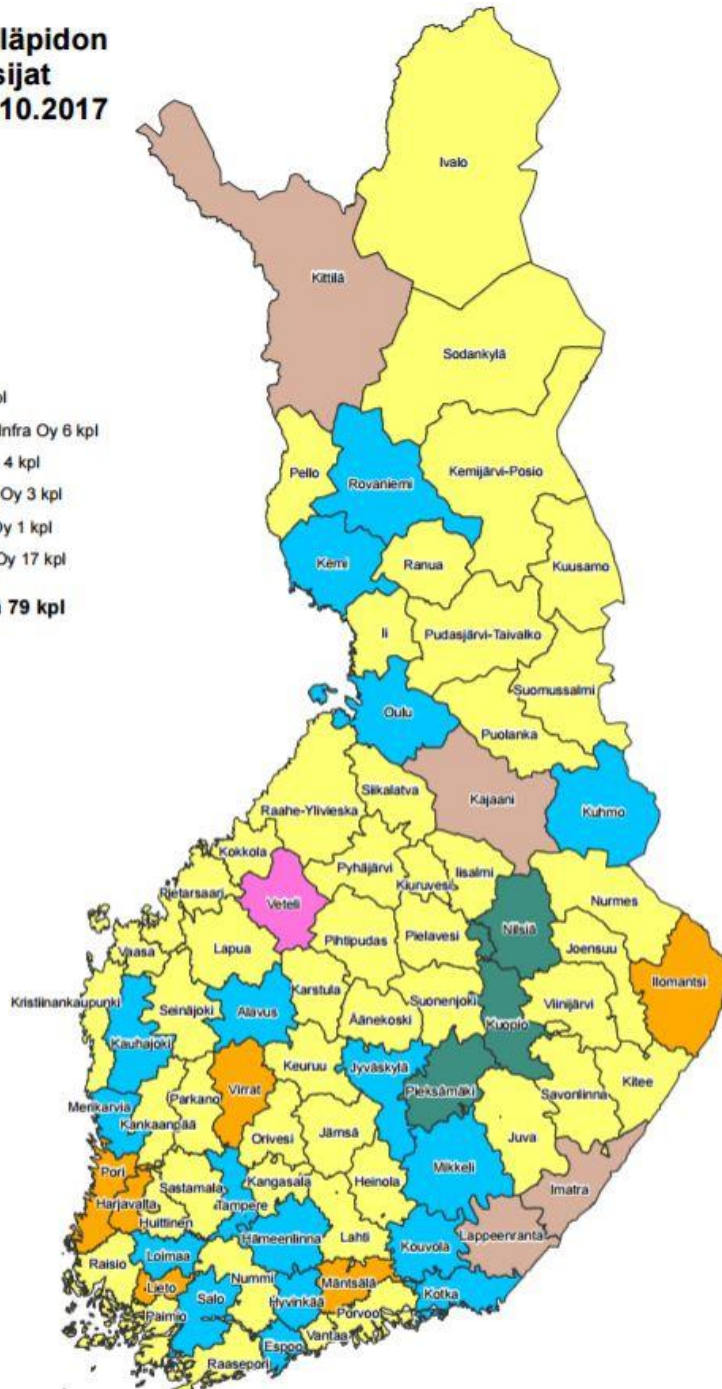 läpidon
sijat
10.2017
pl
Infra Oy 6 kpl
4 kpl
Oy 3 kpl
y 1 kpl
Oy 17 kpl
79 kpl
Ivalo
Kittilä
Sodankylä
Pello
Rovaniemi
Kemijärvi-Posio
Kemi
Ranua
Kuusamo
Ii
Pudasjärvi-Taivalko
Suomussalmi
Oulu
Puolanka
Siikalatva
Kajaani
Kuhmo
Raahe-Ylivieska
Kokkola
Pyhäjärvi
Iisalmi
Kiuruvesi
Pietarsaari
Veteli
Nurmes
Nilsiä
Vaasa
Lapua
Pihtipudas
Pielavesi
Joensuu
Ilomantsi
Kristiinankaupunki
Seinäjoki
Alavus
Karstula
Äänekoski
Suonenjoki
Viinijärvi
Kuopio
Kauhajoki
Keuruu
Jyväskylä
Pieksämäki
Savonlinna
Kitee
Merikarvia
Parkano
Virrat
Kankaanpää
Orivesi
Jämsä
Juva
Mikkeli
Pori
Sastamala
Kangasala
Heinola
Imatra
Harjavalta
Huittinen
Tampere
Hämeenlinna
Lahti
Kouvola
Lappeenranta
Raisio
Loimaa
Lieto
Nummi
Mäntsälä
Kotka
Salo
Hyvinkää
Paimio
Porvoo
Espoo
Vantaa
Raasepori